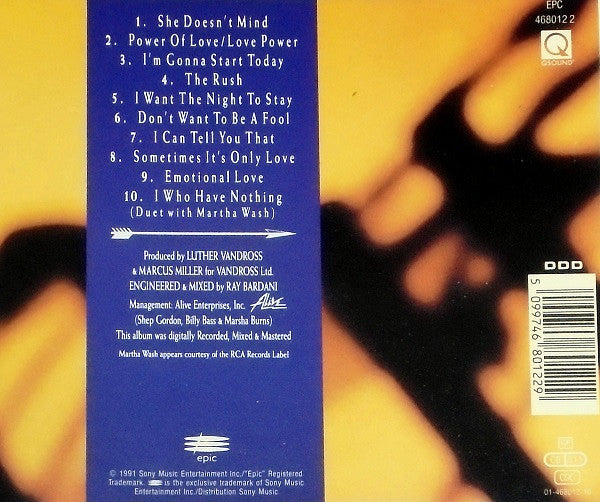 1. She Doesn't Mind
2. Power Of Love/Love Power
3. I'm Gonna Start Today
4. The Rush
5. I Want The Night To Stay
6. Don't Want To Be A Fool
7. I Can Tell You That
8. Sometimes It's Only Love
9. Emotional Love
10. I Who Have Nothing
(Duet with Martha Wash)
Produced by LUTHER VANDROSS
& MARCUS MILLER for VANDROSS Ltd.
ENGINEERED & MIXED by RAY BARDANI
Management: Alive Enterprises, Inc. Alive
(Shep Gordon, Billy Bass & Marsha Burns)
This album was digitally Recorded, Mixed & Mastered
Martha Wash appears courtesy of the RCA Records Label
epic
© 1991 Sony Music Entertainment Inc./"Epic" Registered
Trademark. is the exclusive trademark of Sony Music
Entertainment Inc./Distribution Sony Music
EPC
468012 2
Q
QSOUND
DDD
5 099746 801229
01-468012-10